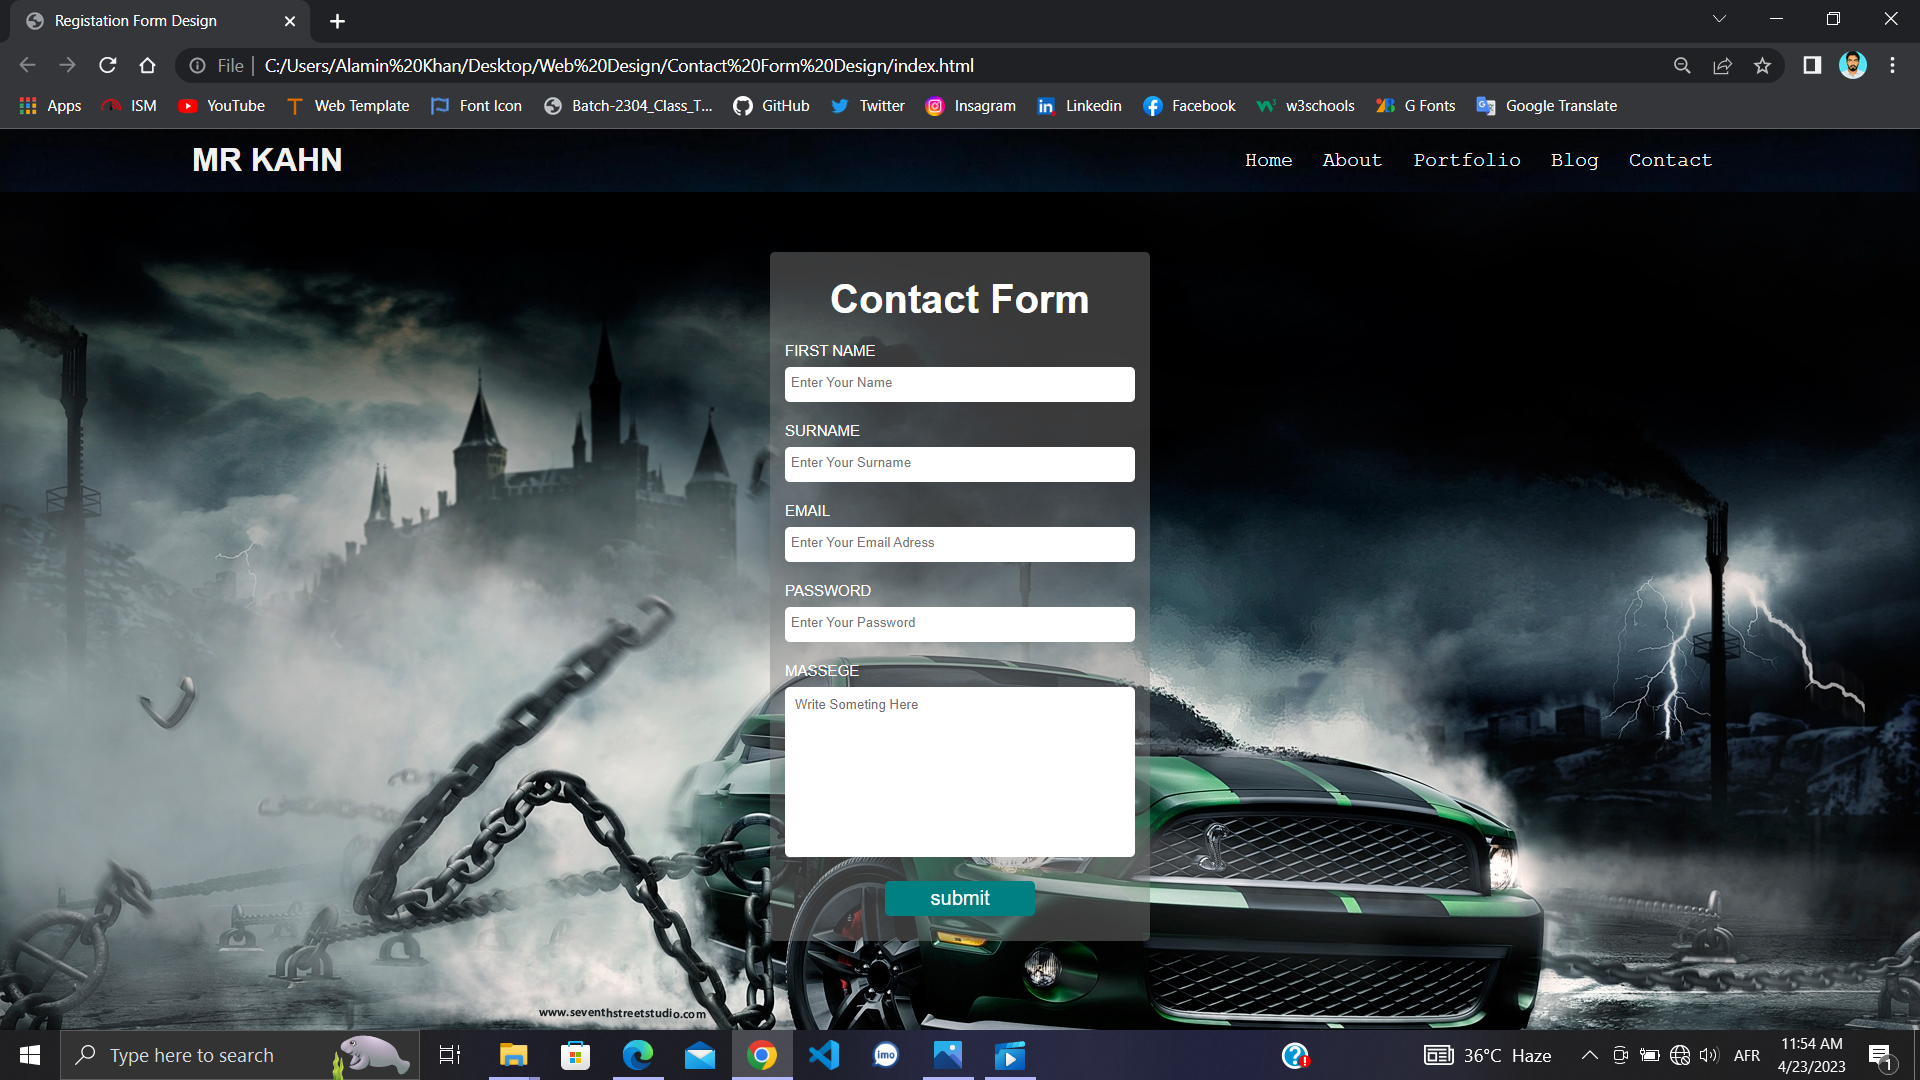 Registation Form Design
File
C:/Users/Alamin%20Khan/Desktop/Web%20Design/Contact%20Form%20Design/index.html
Apps ISM YouTube Web Template Font Icon Batch-2304_Class_T... GitHub Twitter Insagram Linkedin Facebook w3schools G Fonts Google Translate
MR KAHN
Home About Portfolio Blog Contact
Contact Form
FIRST NAME
Enter Your Name
SURNAME
Enter Your Surname
EMAIL
Enter Your Email Adress
PASSWORD
Enter Your Password
MASSEGE
Write Someting Here
submit
www.seventhstreetstudio.com
Type here to search
imo
36°C Haze
AFR
11:54 AM
4/23/2023
1